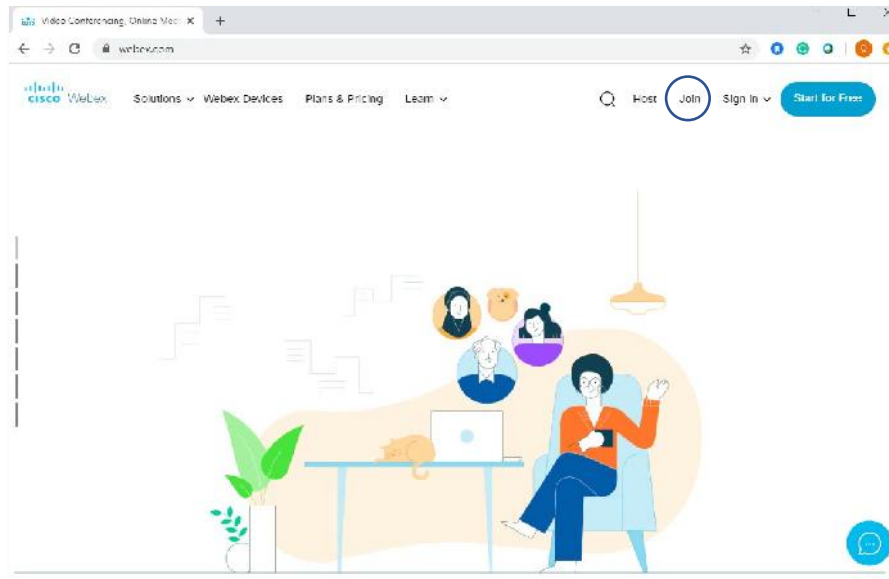 Video Conferencing, Online Mee
webex.com
CISCO Webex Solutions Webex Devices Plans & Pricing Learn Host Join Sign In Start for Free